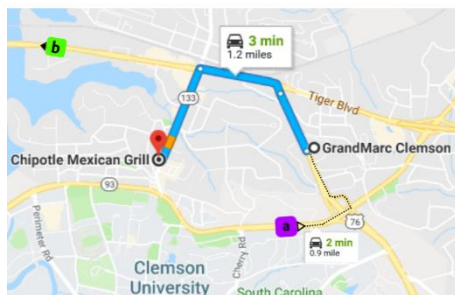 b
3 min
1.2 miles
133
Tiger Blvd
Chipotle Mexican Grill
GrandMarc Clemson
93
Perimeter Rd
a
76
2 min
0.9 mile
Cherry Rd
Clemson
University
South Carolina